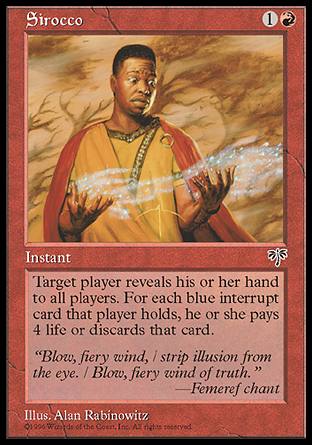 Sirocco 1
Instant
Target player reveals his or her hand
to all players. For each blue interrupt
card that player holds, he or she pays
4 life or discards that card.
“Blow, fiery wind, / strip illusion from
the eye. / Blow, fiery wind of truth.”
—Femeref chant
Illus. Alan Rabinowitz
©1996 Wizards of the Coast, Inc. All rights reserved.